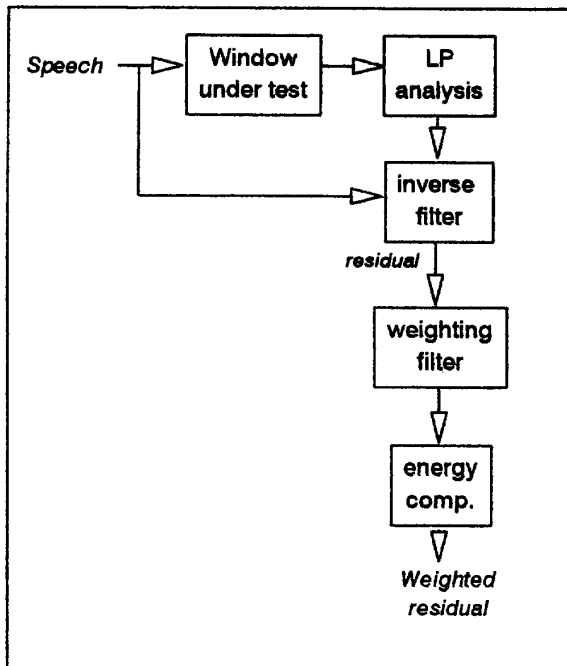 Speech
Window
under test
LP
analysis
inverse
filter
residual
weighting
filter
energy
comp.
Weighted
residual